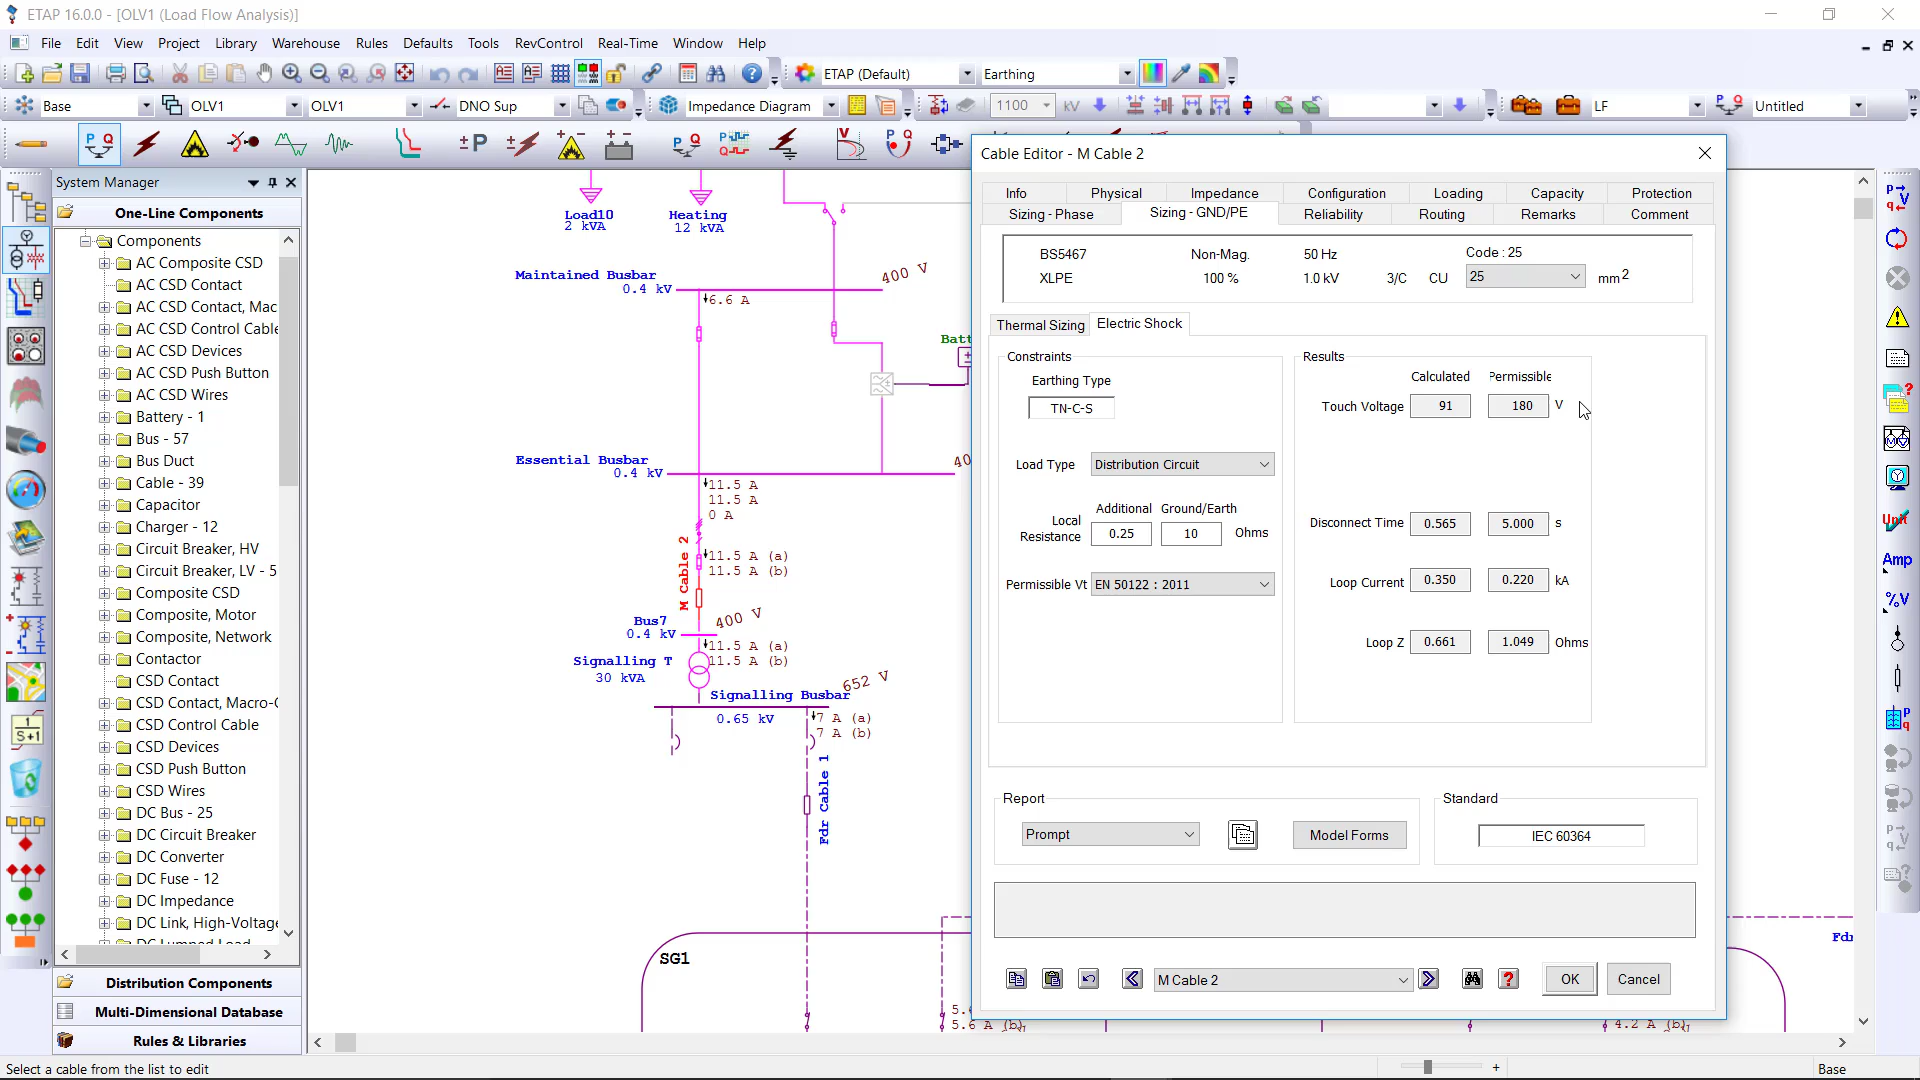 ETAP 16.0.0 - [OLV1 (Load Flow Analysis)]
File Edit View Project Library Warehouse Rules Defaults Tools RevControl Real-Time Window Help
ETAP (Default) Earthing
Base OLV1 OLV1 DNO Sup Impedance Diagram 1100 kV LF Untitled
System Manager
One-Line Components
Components
AC Composite CSD
AC CSD Contact
AC CSD Contact, Mac
AC CSD Control Cable
AC CSD Devices
AC CSD Push Button
AC CSD Wires
Battery - 1
Bus - 57
Bus Duct
Cable - 39
Capacitor
Charger - 12
Circuit Breaker, HV
Circuit Breaker, LV - 5
Composite CSD
Composite, Motor
Composite, Network
Contactor
CSD Contact
CSD Contact, Macro-C
CSD Control Cable
CSD Devices
CSD Push Button
CSD Wires
DC Bus - 25
DC Circuit Breaker
DC Converter
DC Fuse - 12
DC Impedance
DC Link, High-Voltage
DC Lumped Load
Distribution Components
Multi-Dimensional Database
Rules & Libraries
Load10
2 kVA
Heating
12 kVA
Maintained Busbar
0.4 kV
400 V
6.6 A
Batt
Essential Busbar
0.4 kV
40
11.5 A
11.5 A
0 A
M Cable 2
11.5 A (a)
11.5 A (b)
Bus7
0.4 kV
400 V
11.5 A (a)
11.5 A (b)
Signalling T
30 kVA
Signalling Busbar
652 V
0.65 kV
7 A (a)
7 A (b)
Fdr Cable 1
SG1
5.6 A (b)
4.2 A (b)
Fdr
Cable Editor - M Cable 2
Info Physical Impedance Configuration Loading Capacity Protection
Sizing - Phase Sizing - GND/PE Reliability Routing Remarks Comment
BS5467 Non-Mag. 50 Hz Code : 25
XLPE 100 % 1.0 kV 3/C CU 25 mm2
Thermal Sizing Electric Shock
Constraints
Earthing Type
TN-C-S
Load Type Distribution Circuit
Additional Ground/Earth
Local Resistance 0.25 10 Ohms
Permissible Vt EN 50122 : 2011
Results
Calculated Permissible
Touch Voltage 91 180 V
Disconnect Time 0.565 5.000 s
Loop Current 0.350 0.220 kA
Loop Z 0.661 1.049 Ohms
Report
Prompt Model Forms
Standard
IEC 60364
M Cable 2 OK Cancel
Unit
Amp
%V
Select a cable from the list to edit
Base